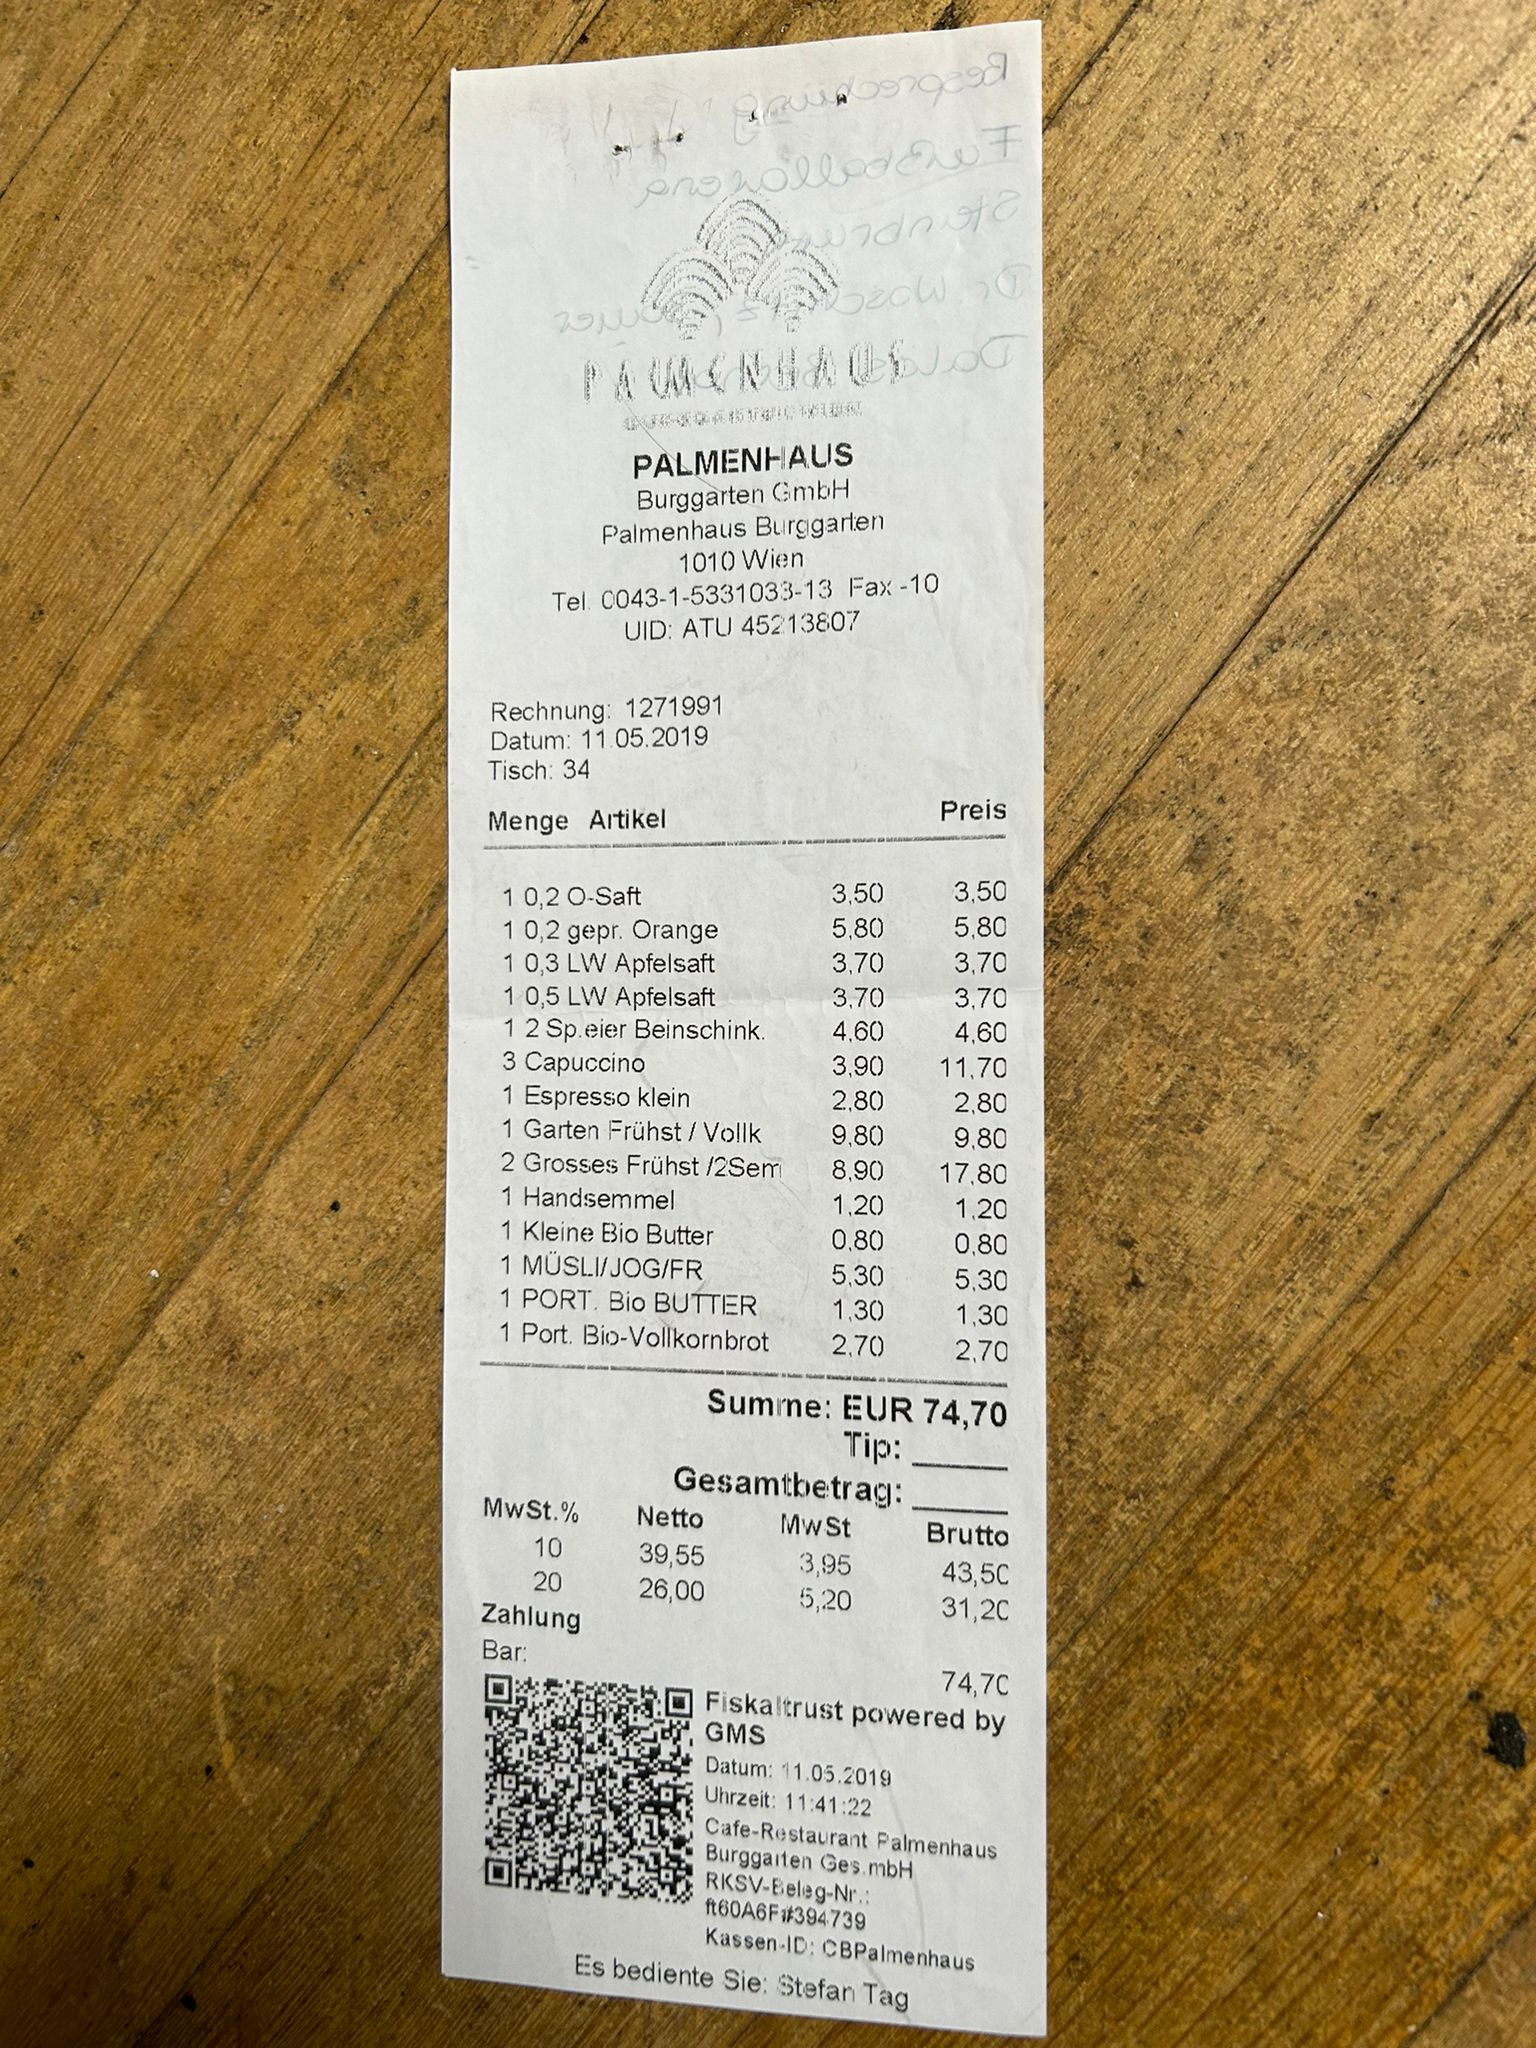 Besprechung
Fußballarena
PALMENHAUS
PALMENHAUS
Burggarten GmbH
Palmenhaus Burggarten
1010 Wien
Tel. 0043-1-5331033-13 Fax -10
UID: ATU 45213807
Rechnung: 1271991
Datum: 11.05.2019
Tisch: 34
Menge Artikel Preis
1 0,2 O-Saft 3,50 3,50
1 0,2 gepr. Orange 5,80 5,80
1 0,3 LW Apfelsaft 3,70 3,70
1 0,5 LW Apfelsaft 3,70 3,70
1 2 Sp.eier Beinschink. 4,60 4,60
3 Capuccino 3,90 11,70
1 Espresso klein 2,80 2,80
1 Garten Frühst / Vollk 9,80 9,80
2 Grosses Frühst /2Sem 8,90 17,80
1 Handsemmel 1,20 1,20
1 Kleine Bio Butter 0,80 0,80
1 MÜSLI/JOG/FR 5,30 5,30
1 PORT. Bio BUTTER 1,30 1,30
1 Port. Bio-Vollkornbrot 2,70 2,70
Summe: EUR 74,70
Tip:
Gesamtbetrag:
MwSt.% Netto MwSt Brutto
10 39,55 3,95 43,50
20 26,00 5,20 31,20
Zahlung
Bar: 74,70
Fiskaltrust powered by
GMS
Datum: 11.05.2019
Uhrzeit: 11:41:22
Cafe-Restaurant Palmenhaus
Burggarten Ges.mbH
RKSV-Beleg-Nr.:
ft60A6F#394739
Kassen-ID: CBPalmenhaus
Es bediente Sie: Stefan Tag